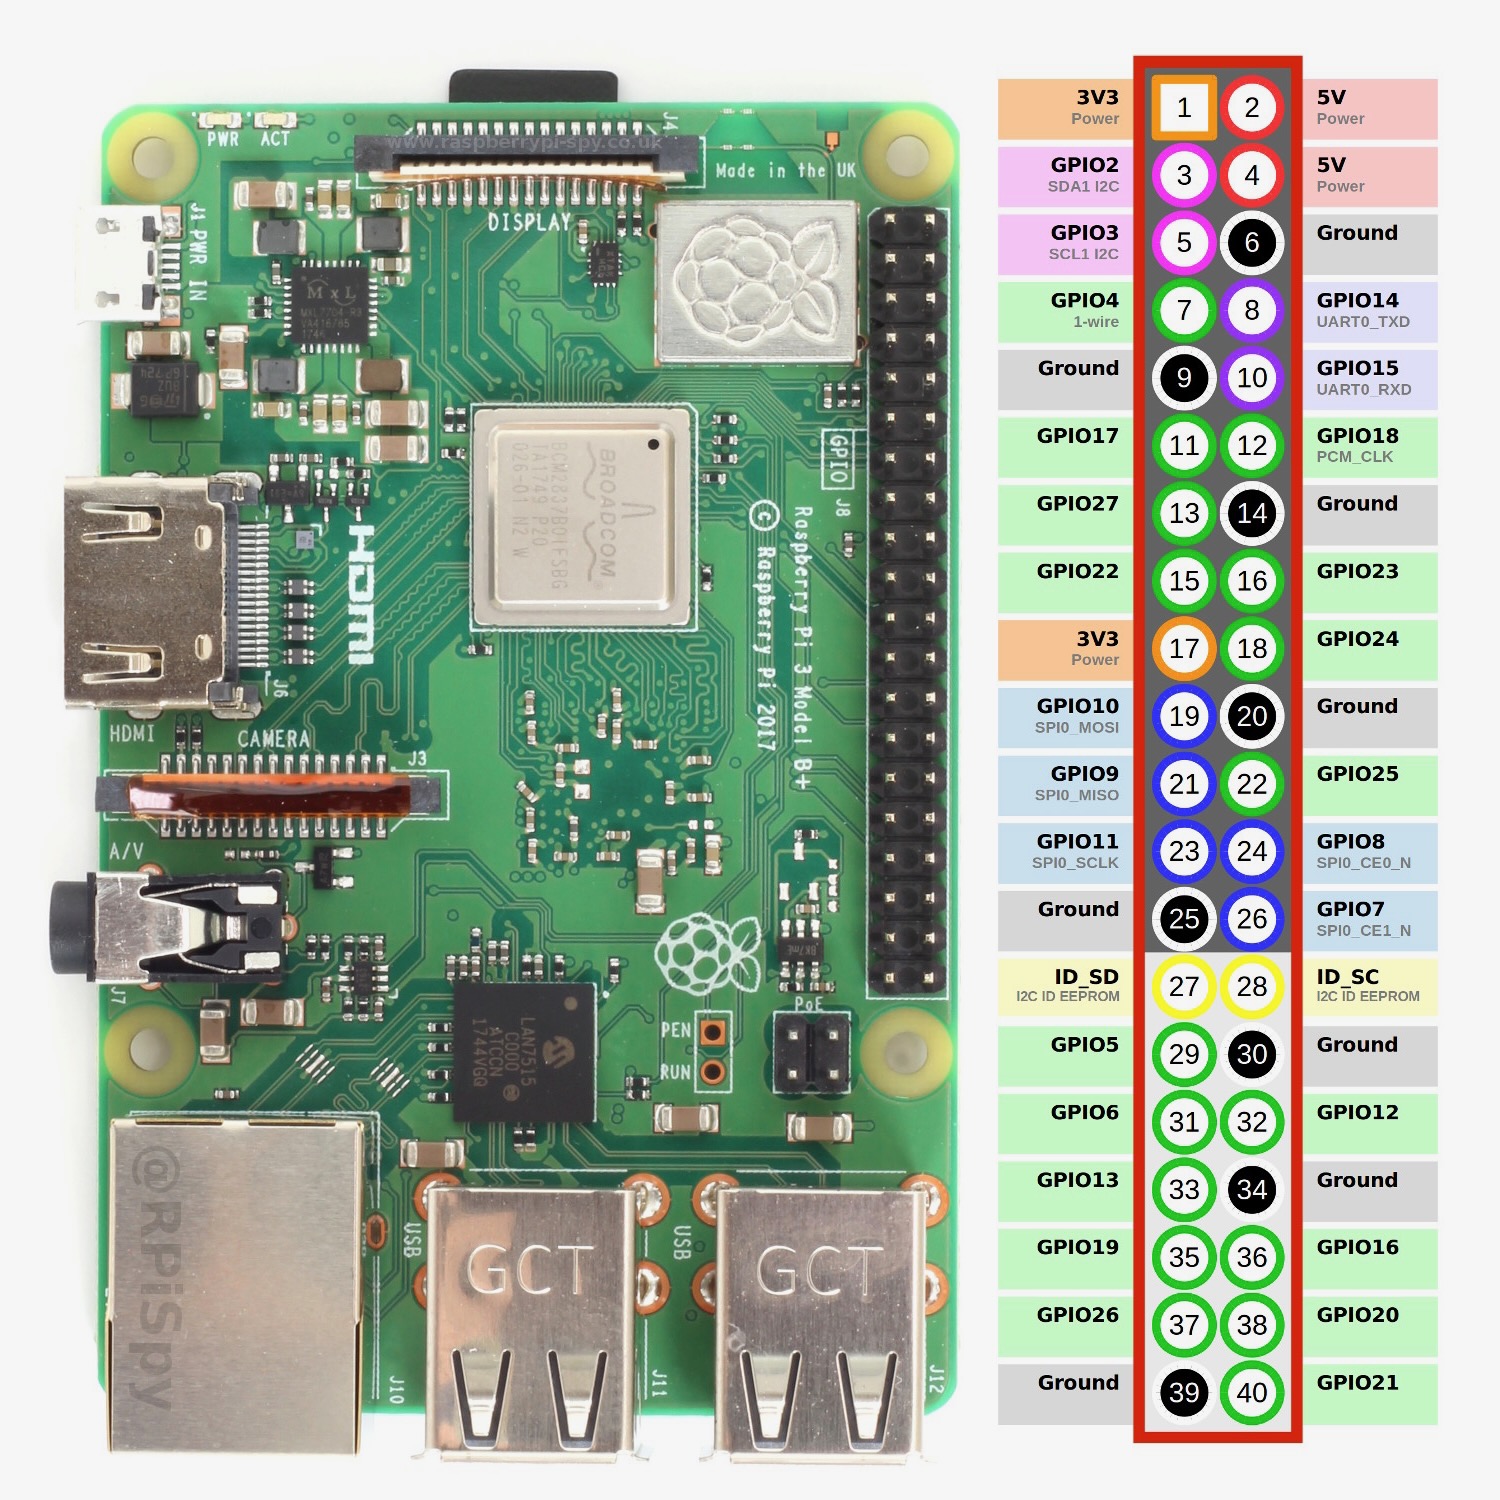 www.raspberrypi-spy.co.uk
J4
PWR
ACT
Made in the UK
DISPLAY
J1 PWR IN
MxL
GPIO
J8
BROADCOM
HDMI
J6
© Raspberry Pi 2017
Raspberry Pi 3 Model B+
HDMI
CAMERA
J3
A/V
J7
LAN7515
PoE
PEN
RUN
@RPiSpy
USB
USB
GCT
GCT
J10
J11
J12
3V3
Power
1
2
5V
Power
GPIO2
SDA1 I2C
3
4
5V
Power
GPIO3
SCL1 I2C
5
6
Ground
GPIO4
1-wire
7
8
GPIO14
UART0_TXD
Ground
9
10
GPIO15
UART0_RXD
GPIO17
11
12
GPIO18
PCM_CLK
GPIO27
13
14
Ground
GPIO22
15
16
GPIO23
3V3
Power
17
18
GPIO24
GPIO10
SPI0_MOSI
19
20
Ground
GPIO9
SPI0_MISO
21
22
GPIO25
GPIO11
SPI0_SCLK
23
24
GPIO8
SPI0_CE0_N
Ground
25
26
GPIO7
SPI0_CE1_N
ID_SD
I2C ID EEPROM
27
28
ID_SC
I2C ID EEPROM
GPIO5
29
30
Ground
GPIO6
31
32
GPIO12
GPIO13
33
34
Ground
GPIO19
35
36
GPIO16
GPIO26
37
38
GPIO20
Ground
39
40
GPIO21